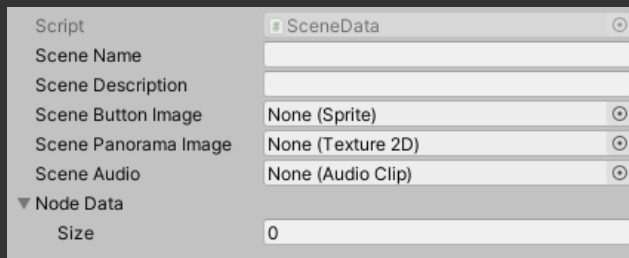 Script # SceneData
Scene Name
Scene Description
Scene Button Image None (Sprite)
Scene Panorama Image None (Texture 2D)
Scene Audio None (Audio Clip)
Node Data
Size 0